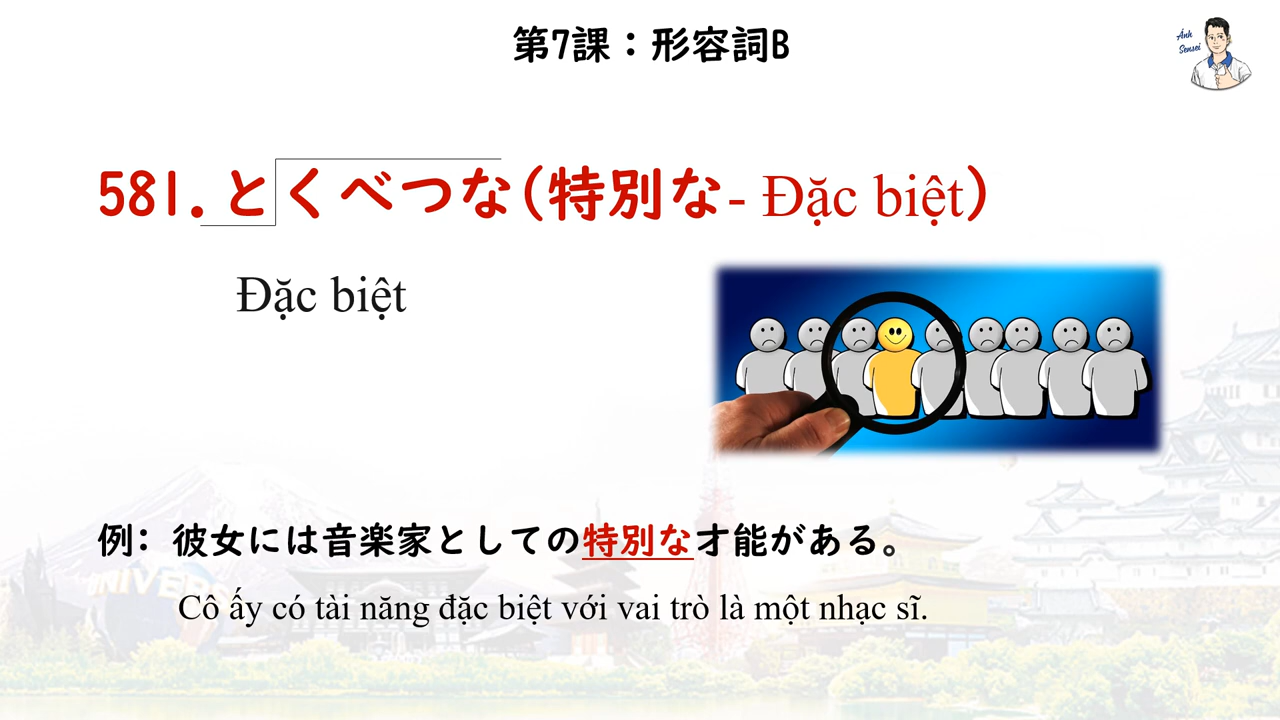 第7課：形容詞B
Ánh
Sensei
581.とくべつな(特別な- Đặc biệt)
Đặc biệt
例: 彼女には音楽家としての特別な才能がある。
Cô ấy có tài năng đặc biệt với vai trò là một nhạc sĩ.
UNIVER